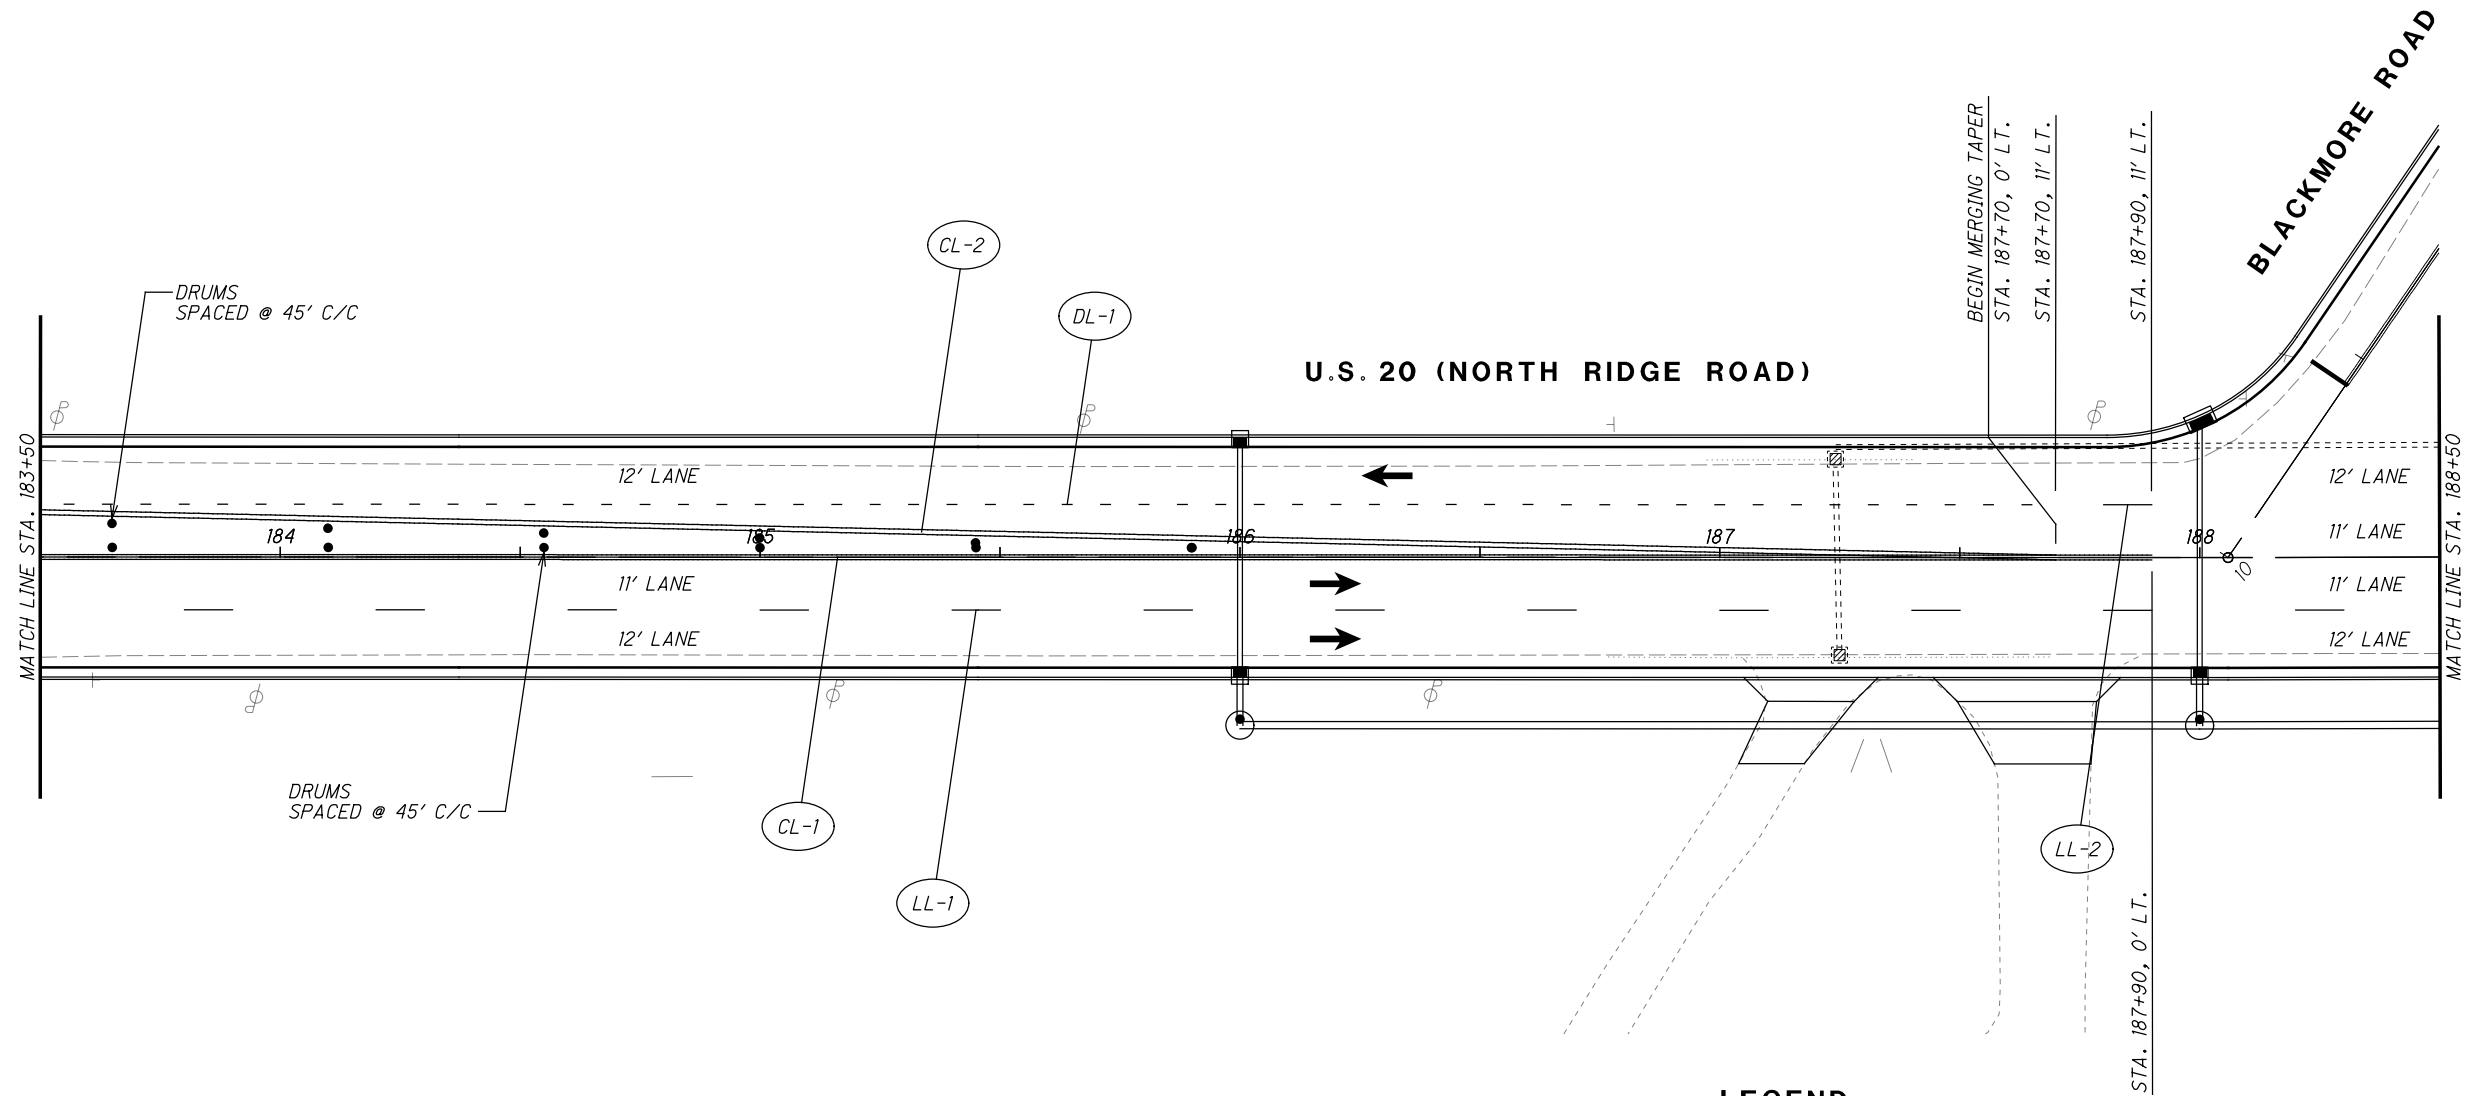 BLACKMORE ROAD
BEGIN MERGING TAPER
STA. 187+70, 0' LT.
STA. 187+70, 11' LT.
STA. 187+90, 11' LT.
CL-2
DRUMS
SPACED @ 45' C/C
DL-1
U.S. 20 (NORTH RIDGE ROAD)
MATCH LINE STA. 183+50
MATCH LINE STA. 188+50
12' LANE
12' LANE
184
185
186
187
188
11' LANE
10
11' LANE
11' LANE
12' LANE
12' LANE
DRUMS
SPACED @ 45' C/C
CL-1
LL-2
LL-1
STA. 187+90, 0' LT.
LEGEND